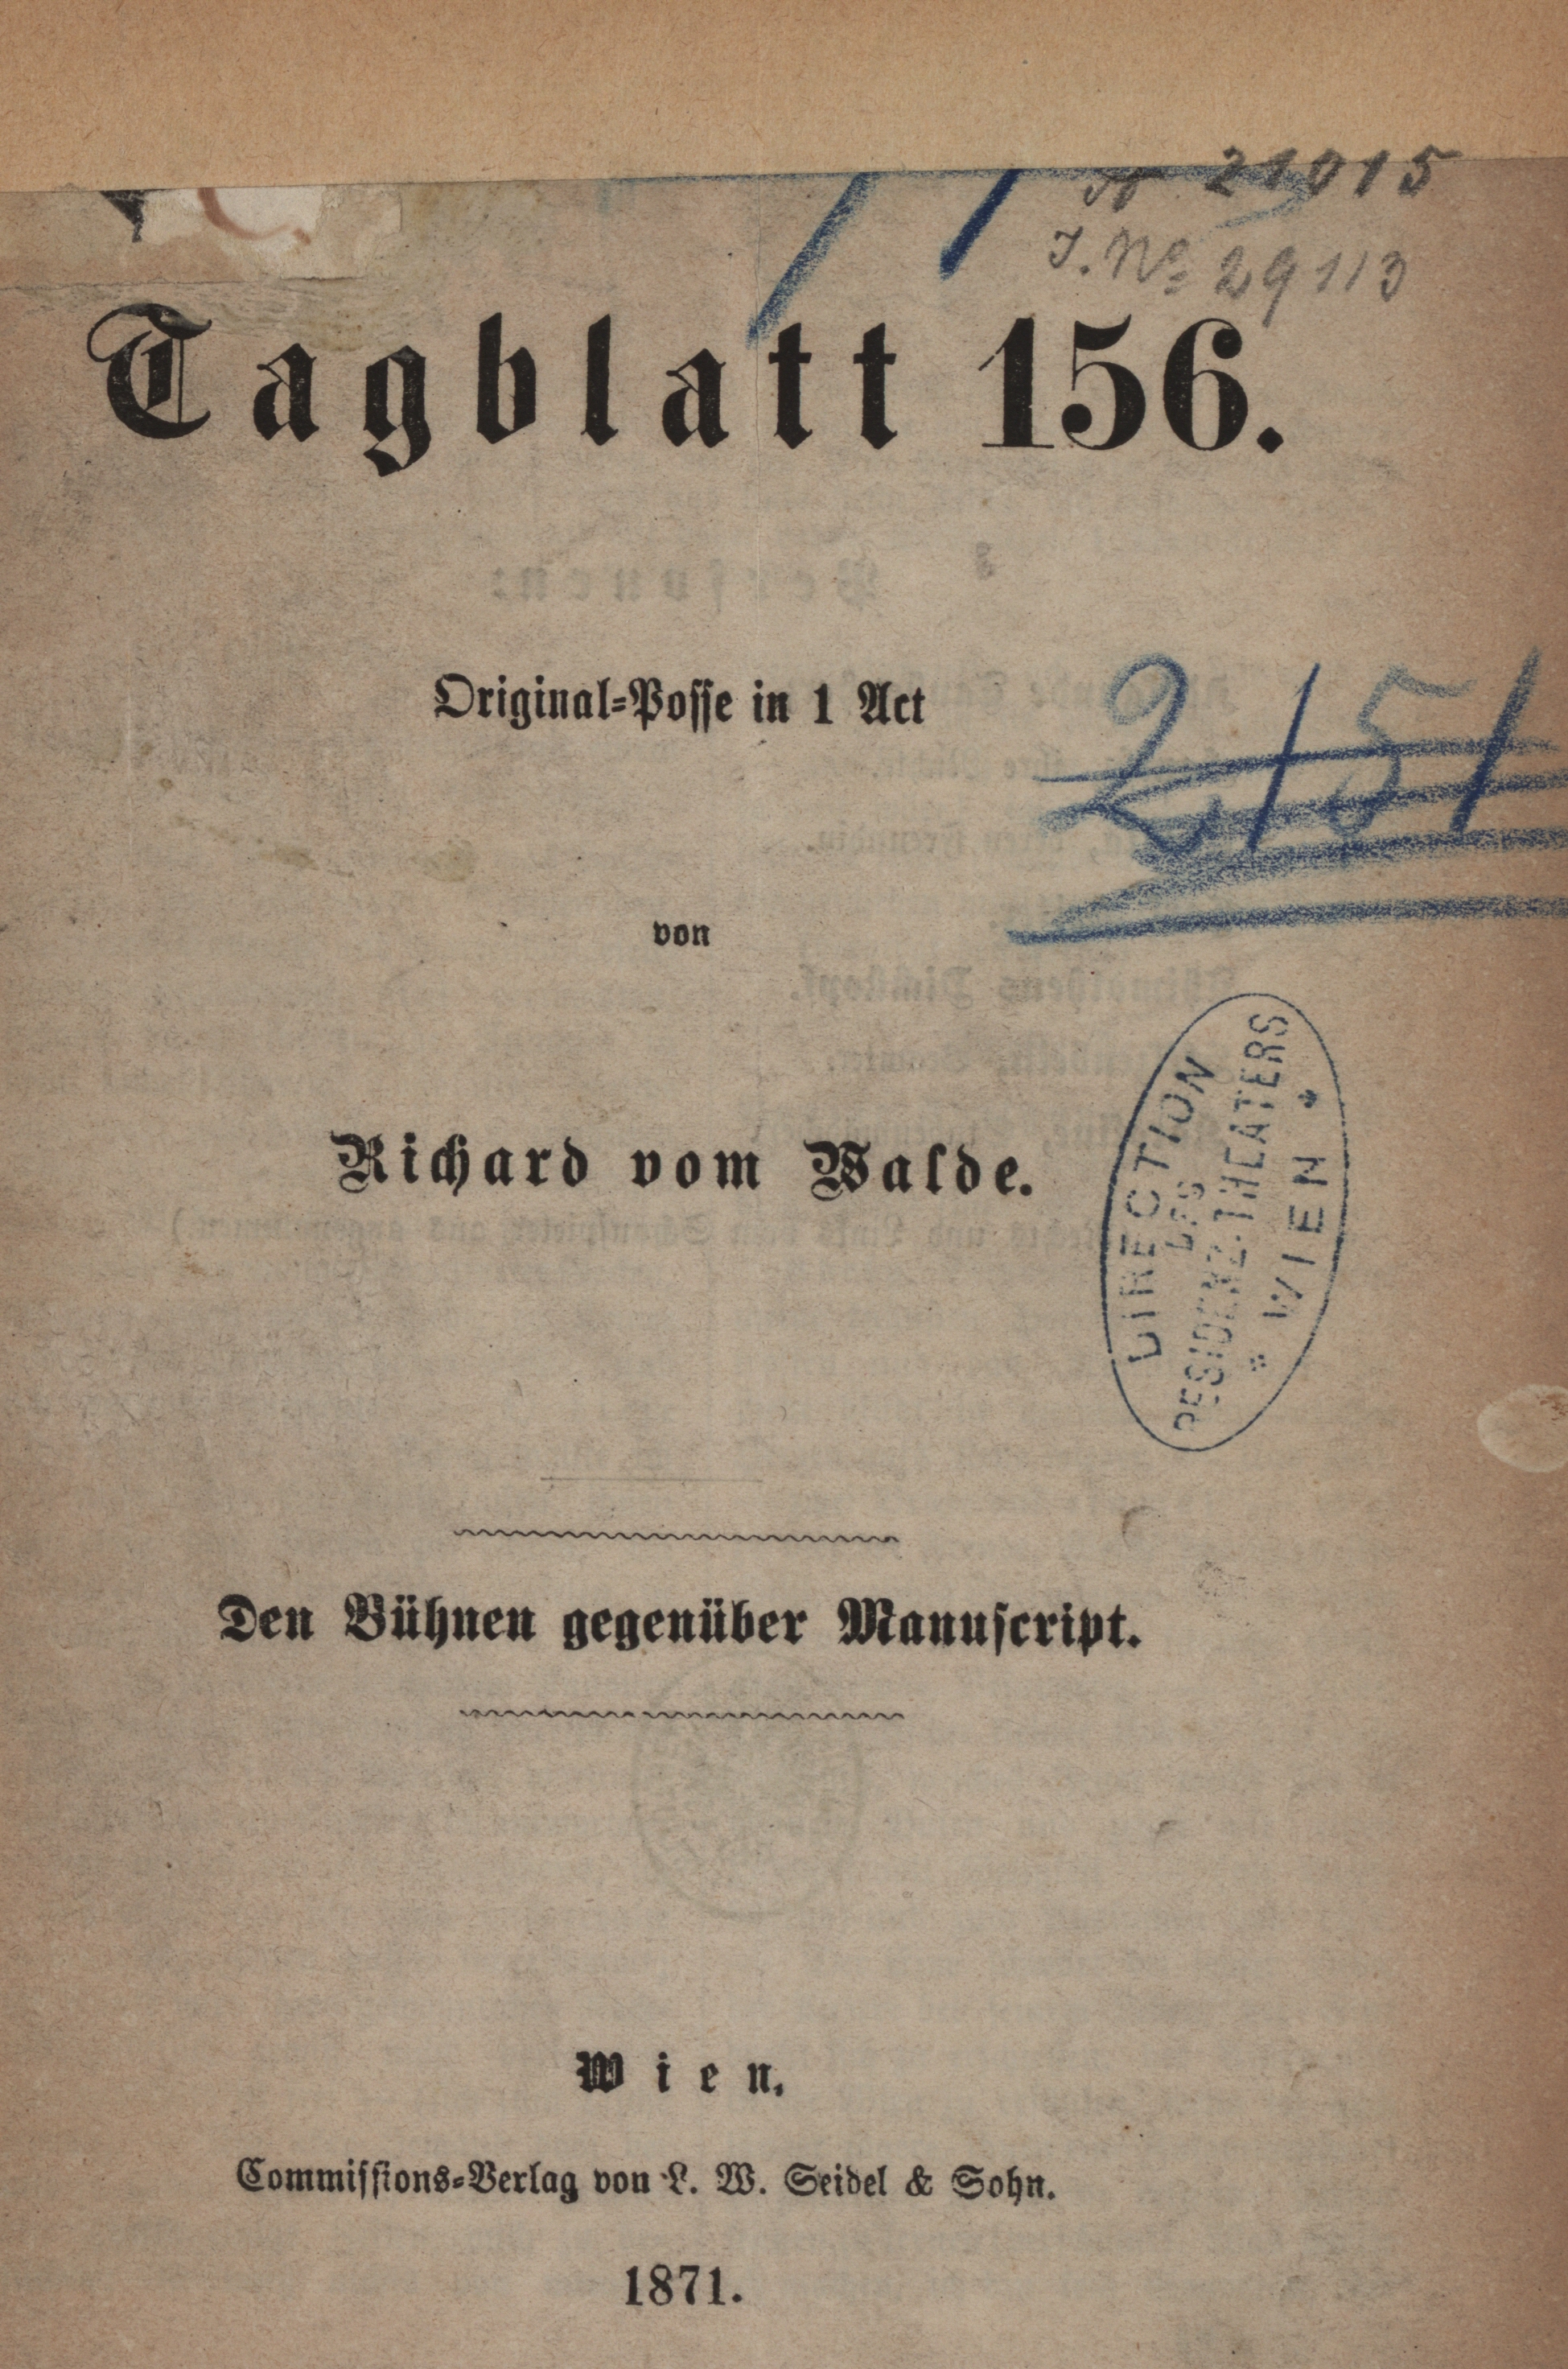 21015
J. No 29113
Tagblatt 156.
Original-Posse in 1 Act
2151
von
Richard vom Walde.
DIRECTION
DES
RESIDENZ-THEATERS
* WIEN *
Den Bühnen gegenüber Manuscript.
Wien.
Commissions-Verlag von L. W. Seidel & Sohn.
1871.